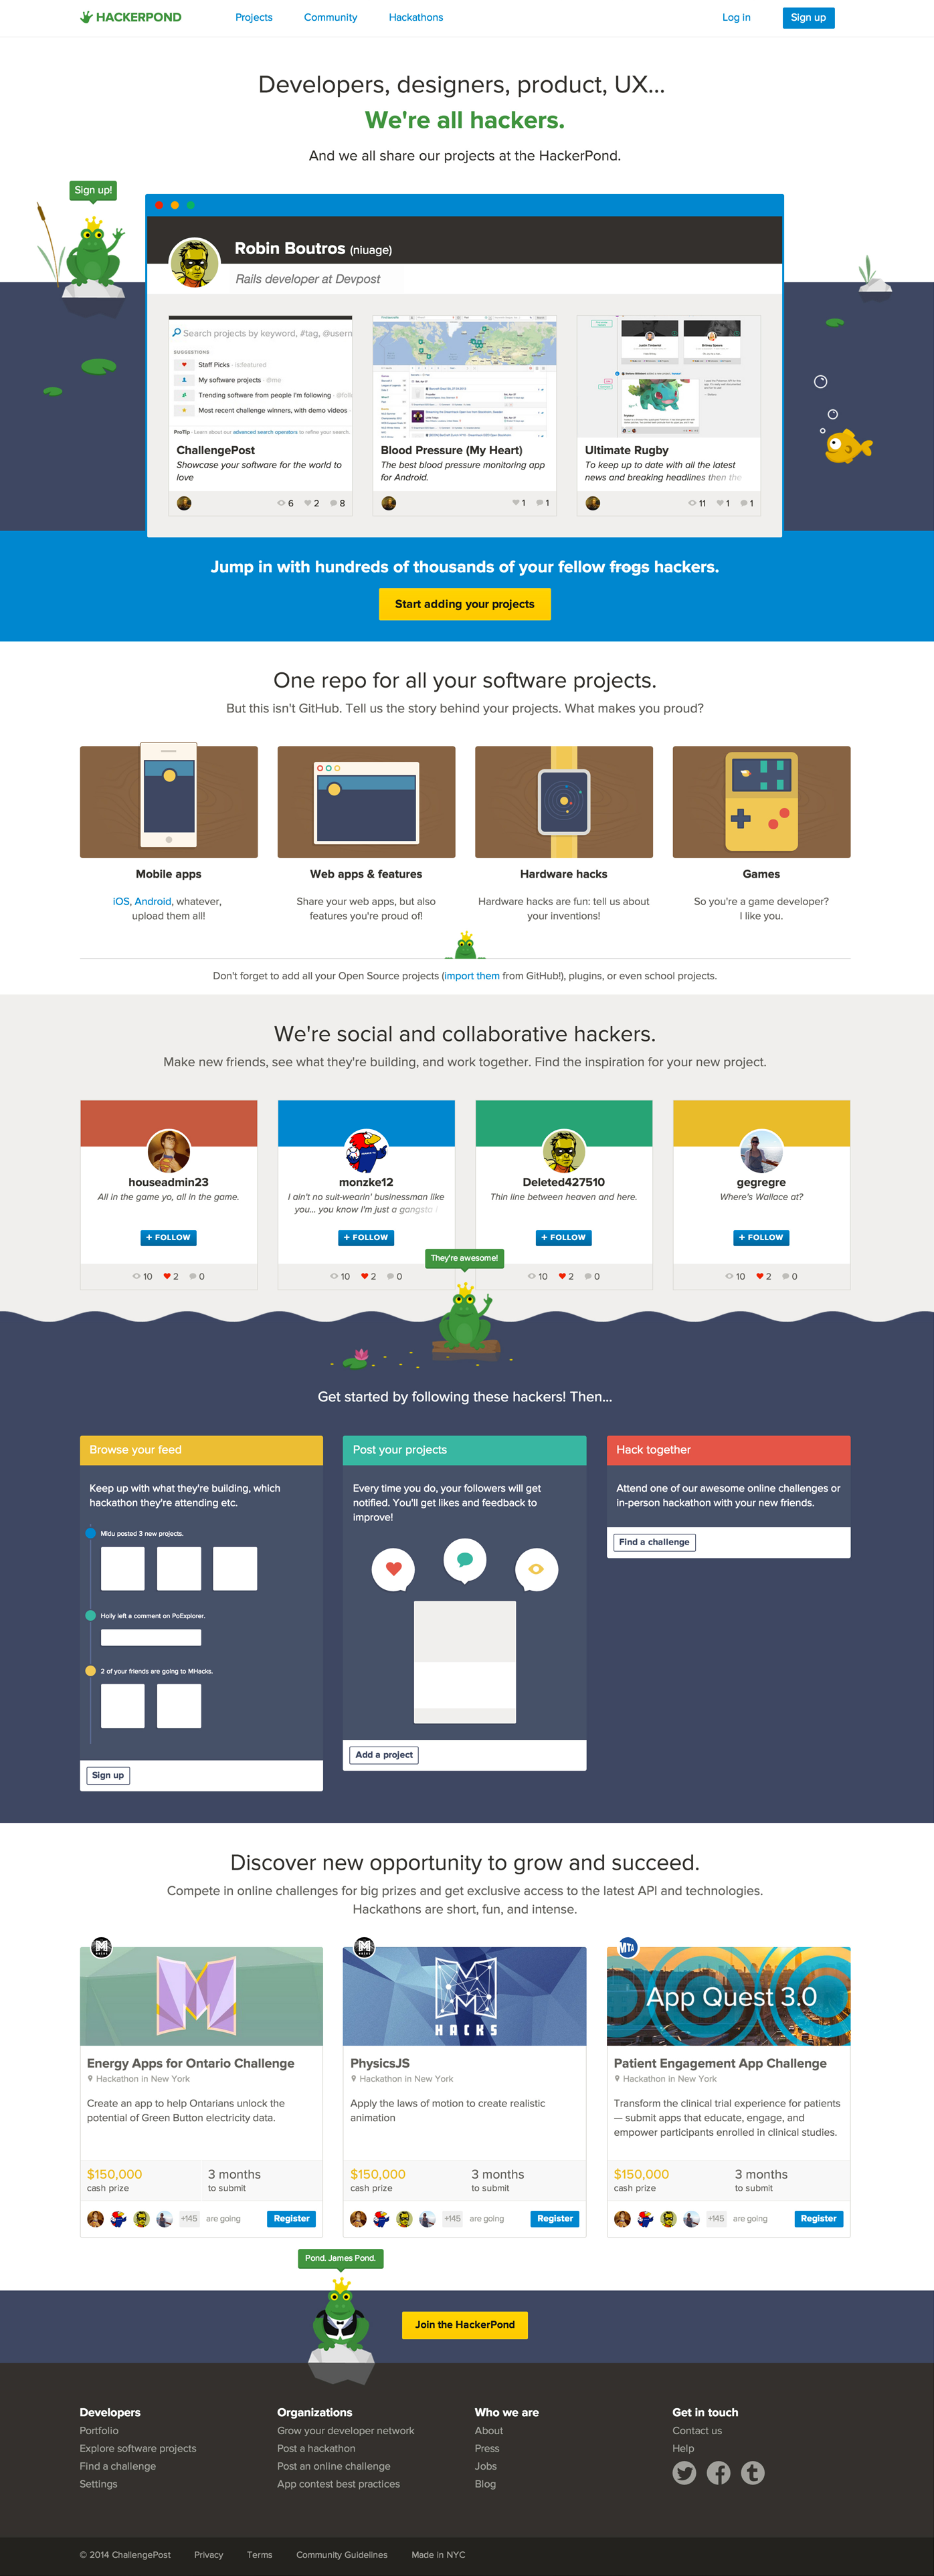 HACKERPOND
Projects
Community
Hackathons
Log in
Sign up
Developers, designers, product, UX...
We're all hackers.
And we all share our projects at the HackerPond.
Sign up!
Robin Boutros (niuage)
Rails developer at Devpost
Search projects by keyword, #tag, @usern
SUGGESTIONS
Staff Picks · is:featured
My software projects · @me
Trending software from people I'm following · @foll
Most recent challenge winners, with demo videos
ProTip · Learn about our advanced search operators to refine your search.
ChallengePost
Showcase your software for the world to
love
6 2 8
Blood Pressure (My Heart)
The best blood pressure monitoring app
for Android.
1 1
Ultimate Rugby
To keep up to date with all the latest
news and breaking headlines then the
11 1 1
Jump in with hundreds of thousands of your fellow frogs hackers.
Start adding your projects
One repo for all your software projects.
But this isn't GitHub. Tell us the story behind your projects. What makes you proud?
Mobile apps
iOS, Android, whatever,
upload them all!
Web apps & features
Share your web apps, but also
features you're proud of!
Hardware hacks
Hardware hacks are fun: tell us about
your inventions!
Games
So you're a game developer?
I like you.
Don't forget to add all your Open Source projects (import them from GitHub!), plugins, or even school projects.
We're social and collaborative hackers.
Make new friends, see what they're building, and work together. Find the inspiration for your new project.
houseadmin23
All in the game yo, all in the game.
+ FOLLOW
10 2 0
monzke12
I ain't no suit-wearin' businessman like
you... you know I'm just a gangsta I
+ FOLLOW
10 2 0
Deleted427510
Thin line between heaven and here.
+ FOLLOW
10 2 0
gegregre
Where's Wallace at?
+ FOLLOW
10 2 0
They're awesome!
Get started by following these hackers! Then...
Browse your feed
Keep up with what they're building, which
hackathon they're attending etc.
Midu posted 3 new projects.
Holly left a comment on PoExplorer.
2 of your friends are going to MHacks.
Sign up
Post your projects
Every time you do, your followers will get
notified. You'll get likes and feedback to
improve!
Add a project
Hack together
Attend one of our awesome online challenges or
in-person hackathon with your new friends.
Find a challenge
Discover new opportunity to grow and succeed.
Compete in online challenges for big prizes and get exclusive access to the latest API and technologies.
Hackathons are short, fun, and intense.
M
Energy Apps for Ontario Challenge
Hackathon in New York
Create an app to help Ontarians unlock the
potential of Green Button electricity data.
$150,000
cash prize
3 months
to submit
+145 are going
Register
M
HACKS
PhysicsJS
Hackathon in New York
Apply the laws of motion to create realistic
animation
$150,000
cash prize
3 months
to submit
+145 are going
Register
MTA
App Quest 3.0
Patient Engagement App Challenge
Hackathon in New York
Transform the clinical trial experience for patients
— submit apps that educate, engage, and
empower participants enrolled in clinical studies.
$150,000
cash prize
3 months
to submit
+145 are going
Register
Pond. James Pond.
Join the HackerPond
Developers
Portfolio
Explore software projects
Find a challenge
Settings
Organizations
Grow your developer network
Post a hackathon
Post an online challenge
App contest best practices
Who we are
About
Press
Jobs
Blog
Get in touch
Contact us
Help
© 2014 ChallengePost
Privacy
Terms
Community Guidelines
Made in NYC